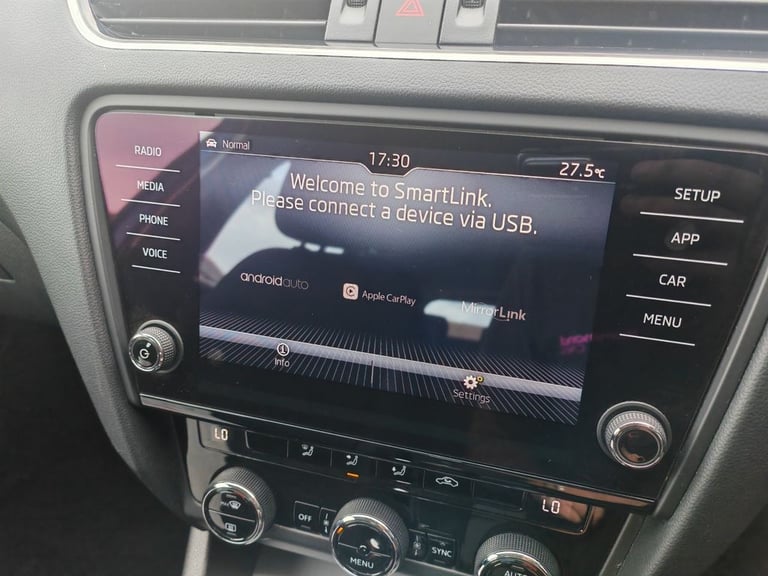 RADIO
MEDIA
PHONE
VOICE
Normal
17:30
27.5°C
Welcome to SmartLink.
Please connect a device via USB.
androidauto
Apple CarPlay
MirrorLink
Info
Settings
SETUP
APP
CAR
MENU
LO
LO
OFF
MENU
SYNC
AUTO